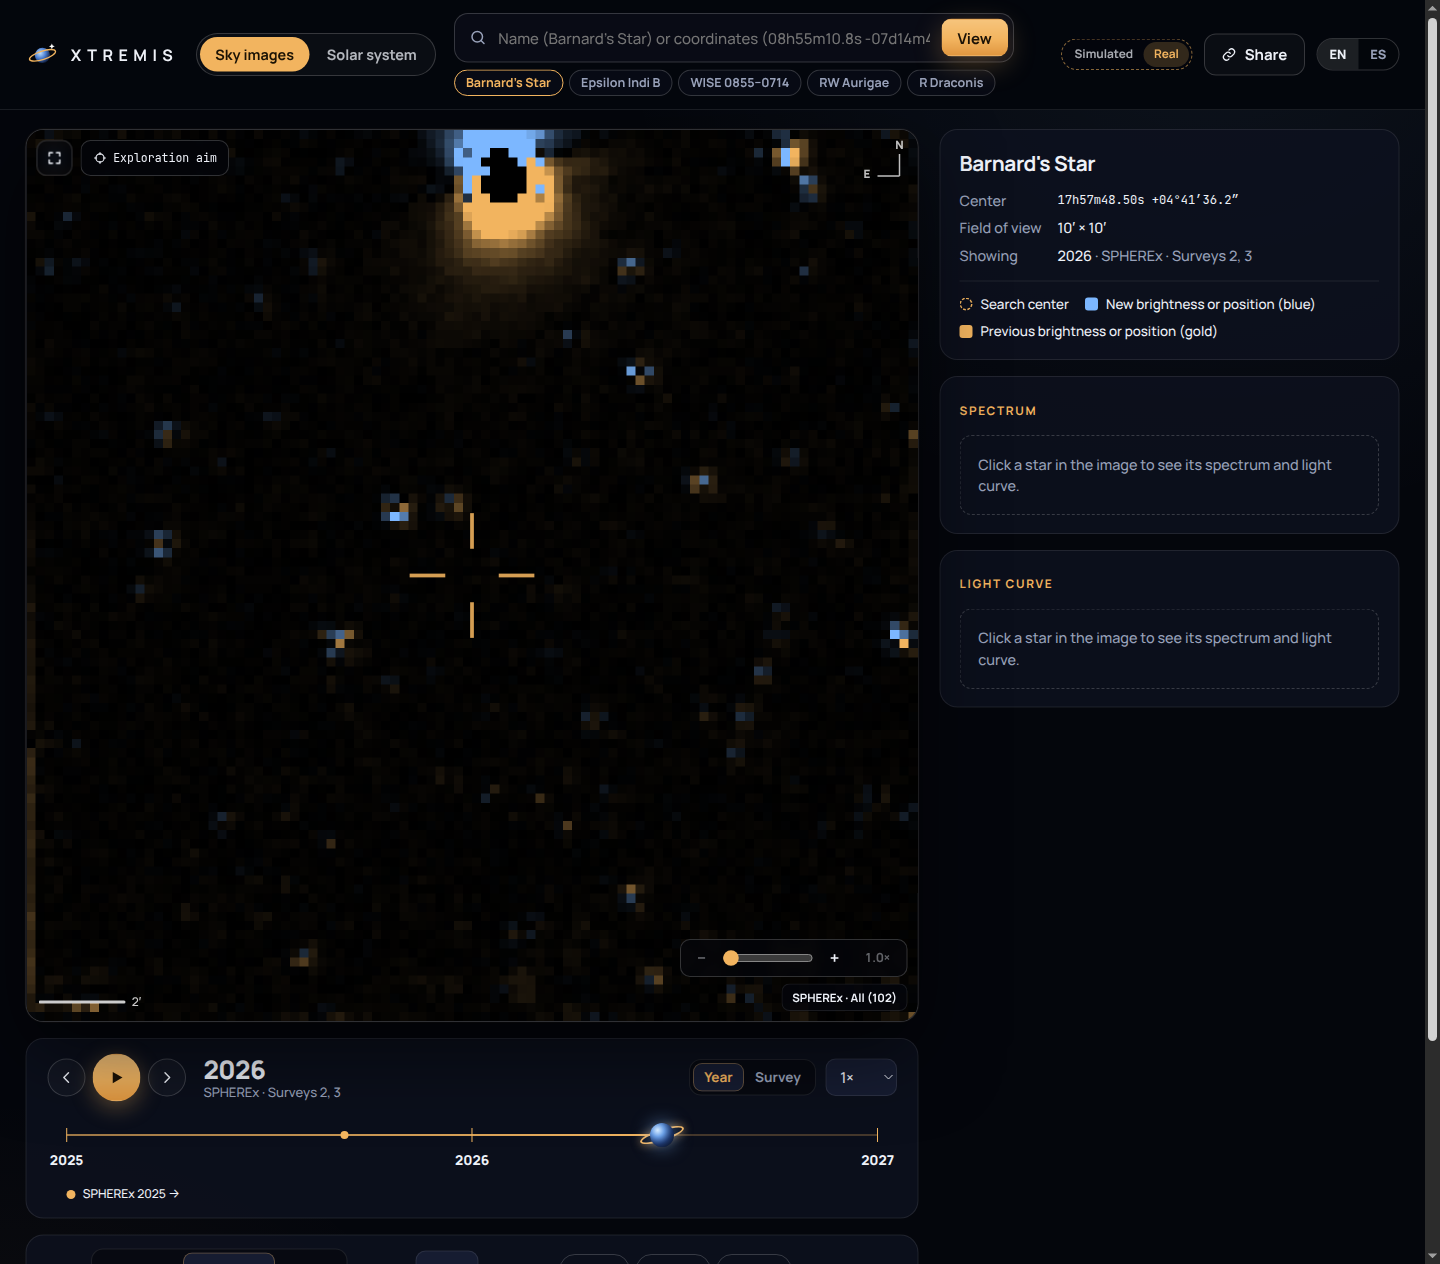 XTREMIS
Sky images
Solar system
Name (Barnard's Star) or coordinates (08h55m10.8s -07d14m4
View
Barnard's Star
Epsilon Indi B
WISE 0855-0714
RW Aurigae
R Draconis
Simulated
Real
Share
EN
ES
Exploration aim
N
E
2′
1.0×
SPHEREx · All (102)
Barnard's Star
Center 17h57m48.50s +04°41′36.2″
Field of view 10′ × 10′
Showing 2026 · SPHEREx · Surveys 2, 3
Search center
New brightness or position (blue)
Previous brightness or position (gold)
SPECTRUM
Click a star in the image to see its spectrum and light
curve.
LIGHT CURVE
Click a star in the image to see its spectrum and light
curve.
2026
SPHEREx · Surveys 2, 3
Year
Survey
1×
2025
2026
2027
SPHEREx 2025 →